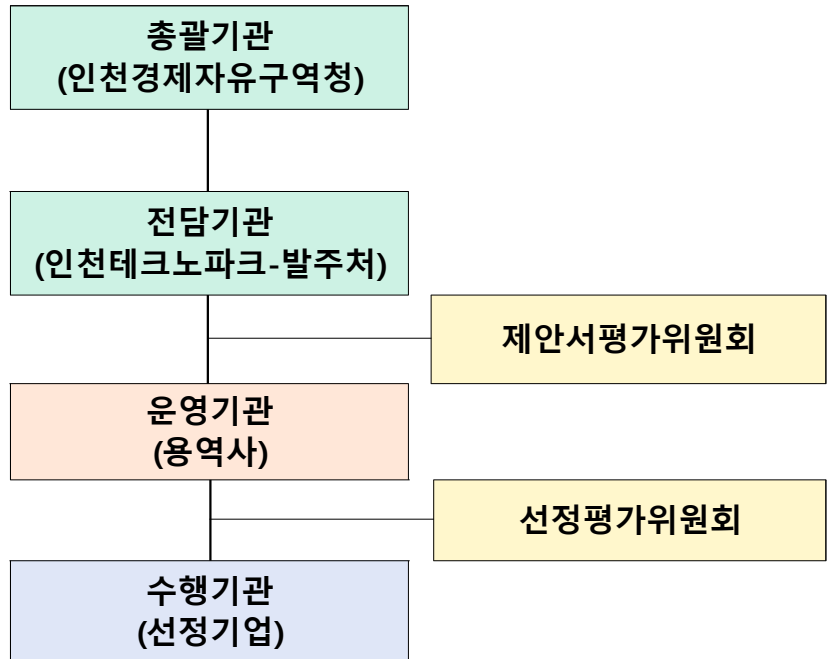 총괄기관
(인천경제자유구역청)
전담기관
(인천테크노파크-발주처)
제안서평가위원회
운영기관
(용역사)
선정평가위원회
수행기관
(선정기업)